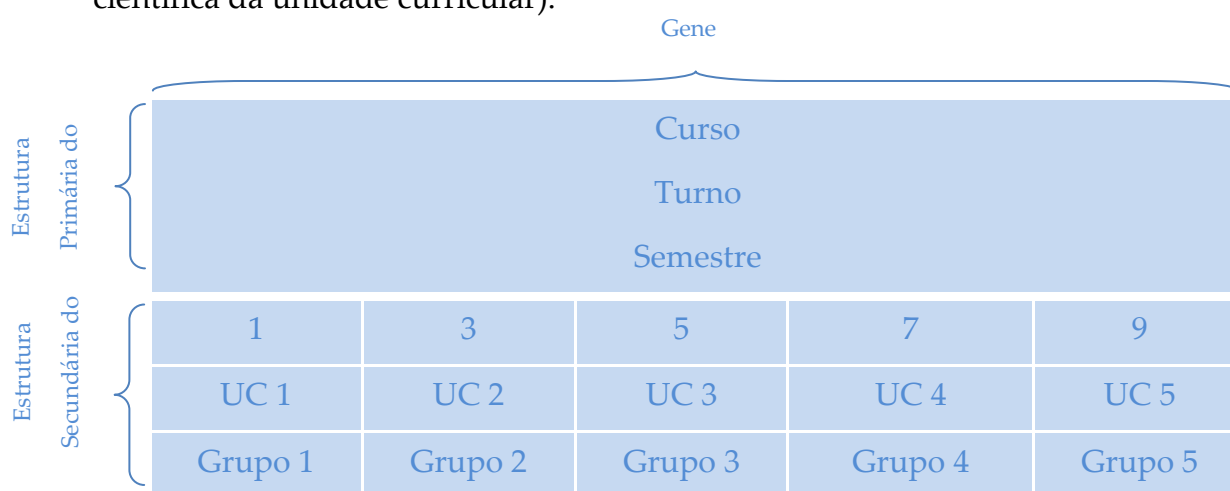 científica da unidade curricular).
Gene
Estrutura
Primária do
Curso
Turno
Semestre
Estrutura
Secundária do
1 3 5 7 9
UC 1 UC 2 UC 3 UC 4 UC 5
Grupo 1 Grupo 2 Grupo 3 Grupo 4 Grupo 5